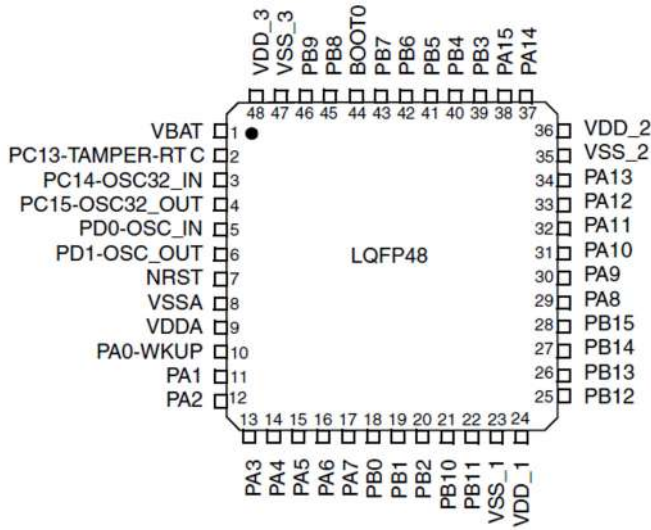 VDD_3
VSS_3
PB9
PB8
BOOT0
PB7
PB6
PB5
PB4
PB3
PA15
PA14
48 47 46 45 44 43 42 41 40 39 38 37
VBAT 1 36 VDD_2
PC13-TAMPER-RTC 2 35 VSS_2
PC14-OSC32_IN 3 34 PA13
PC15-OSC32_OUT 4 33 PA12
PD0-OSC_IN 5 32 PA11
PD1-OSC_OUT 6 LQFP48 31 PA10
NRST 7 30 PA9
VSSA 8 29 PA8
VDDA 9 28 PB15
PA0-WKUP 10 27 PB14
PA1 11 26 PB13
PA2 12 25 PB12
13 14 15 16 17 18 19 20 21 22 23 24
PA3
PA4
PA5
PA6
PA7
PB0
PB1
PB2
PB10
PB11
VSS_1
VDD_1